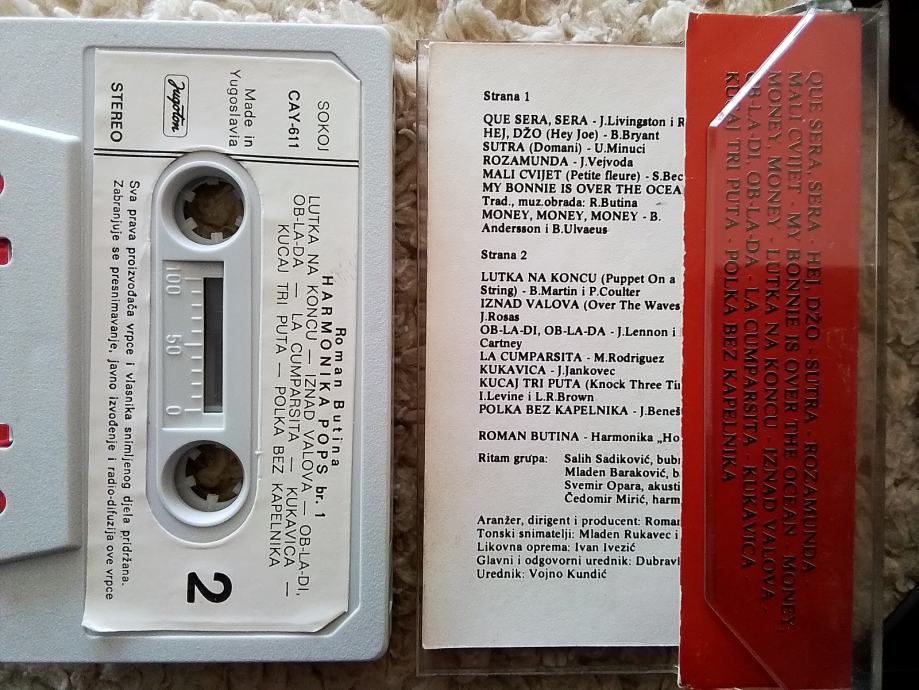 SOKOJ
CAY-611
Made in
Yugoslavia
Jugoton
STEREO
Roman Butina
HARMONIKA POPS br. 1
LUTKA NA KONCU — IZNAD VALOVA — OB-LA-DI,
OB-LA-DA — LA CUMPARSITA — KUKAVICA —
KUCAJ TRI PUTA — POLKA BEZ KAPELNIKA
100 50 0
2
Sva prava proizvođača vrpce i vlasnika snimljenog djela pridržana.
Zabranjuje se presnimavanje, javno izvođenje i radio-difuzija ove vrpce
Strana 1
QUE SERA, SERA - J.Livingston i
HEJ, DŽO (Hey Joe) - B.Bryant
SUTRA (Domani) - U.Minuci
ROZAMUNDA - J.Vejvoda
MALI CVIJET (Petite fleure) - S.Bec
MY BONNIE IS OVER THE OCEA
Trad., muz.obrada: R.Butina
MONEY, MONEY, MONEY - B.
Andersson i B.Ulvaeus
Strana 2
LUTKA NA KONCU (Puppet On a
String) - B.Martin i P.Coulter
IZNAD VALOVA (Over The Waves
J.Rosas
OB-LA-DI, OB-LA-DA - J.Lennon i
Cartney
LA CUMPARSITA - M.Rodriguez
KUKAVICA - J.Jankovec
KUCAJ TRI PUTA (Knock Three Ti
I.Levine i L.R.Brown
POLKA BEZ KAPELNIKA - J.Beneš
ROMAN BUTINA - Harmonika „Ho
Ritam grupa: Salih Sadiković, bub
Mladen Baraković, b
Svemir Opara, akusti
Čedomir Mirić, harm
Aranžer, dirigent i producent: Roman
Tonski snimatelji: Mladen Rukavec i
Likovna oprema: Ivan Ivezić
Glavni i odgovorni urednik: Dubravl
Urednik: Vojno Kundić
QUE SERA, SERA - HEJ, DŽO - SUTRA - ROZAMUNDA
MALI CVIJET - MY BONNIE IS OVER THE OCEAN - MONEY,
MONEY, MONEY - LUTKA NA KONCU - IZNAD VALOVA -
OB-LA-DI, OB-LA-DA - LA CUMPARSITA - KUKAVICA
KUCAJ TRI PUTA - POLKA BEZ KAPELNIKA